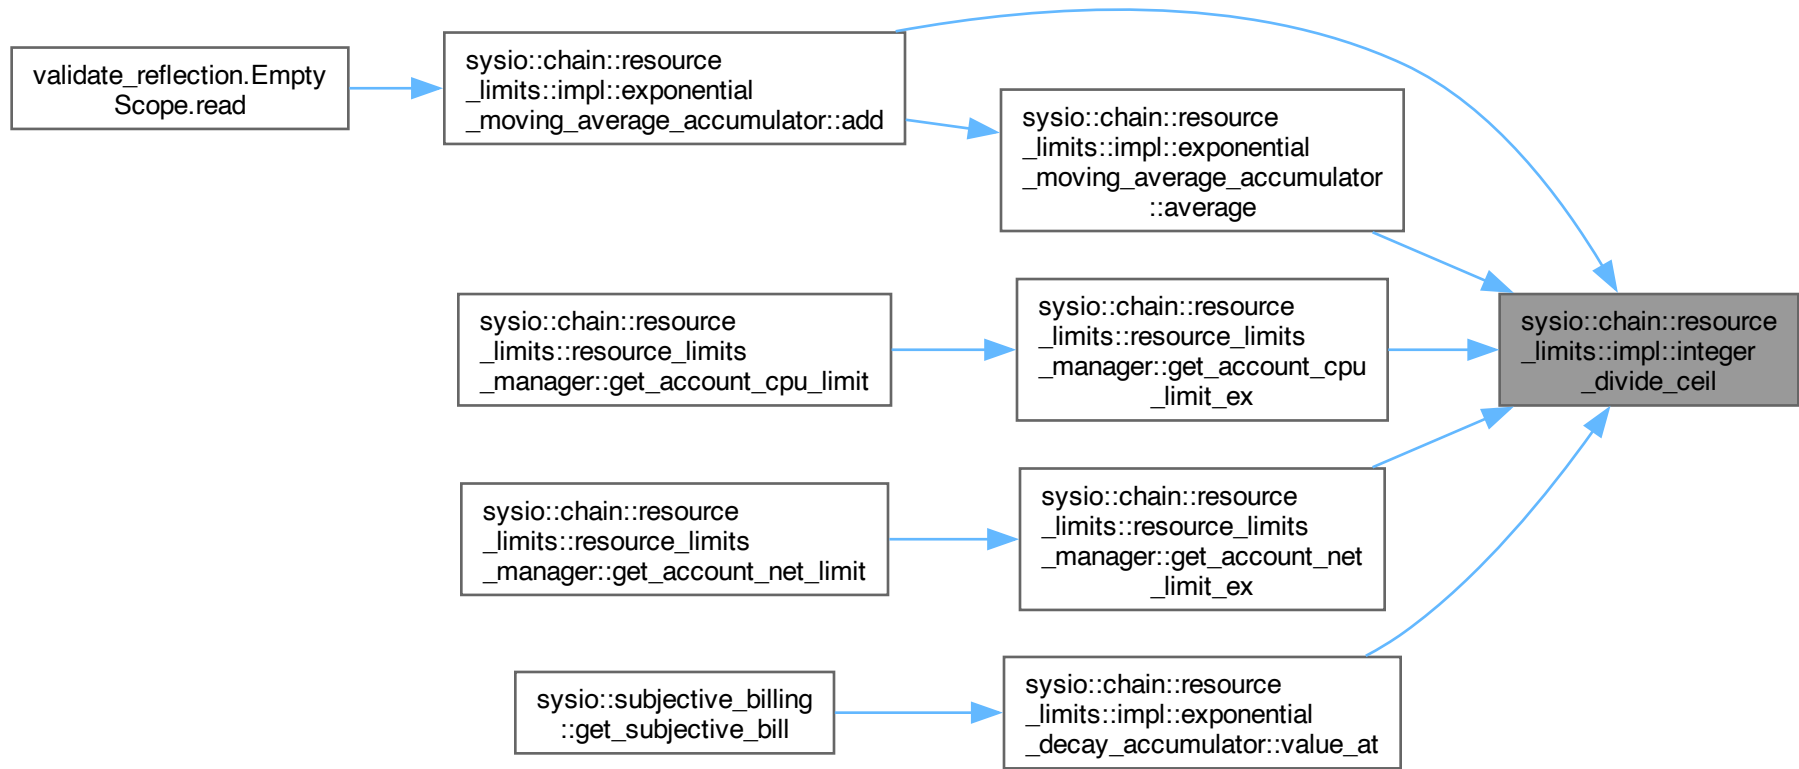 validate_reflection.Empty
Scope.read
sysio::chain::resource
_limits::impl::exponential
_moving_average_accumulator::add
sysio::chain::resource
_limits::impl::exponential
_moving_average_accumulator
::average
sysio::chain::resource
_limits::resource_limits
_manager::get_account_cpu_limit
sysio::chain::resource
_limits::resource_limits
_manager::get_account_cpu
_limit_ex
sysio::chain::resource
_limits::impl::integer
_divide_ceil
sysio::chain::resource
_limits::resource_limits
_manager::get_account_net_limit
sysio::chain::resource
_limits::resource_limits
_manager::get_account_net
_limit_ex
sysio::subjective_billing
::get_subjective_bill
sysio::chain::resource
_limits::impl::exponential
_decay_accumulator::value_at